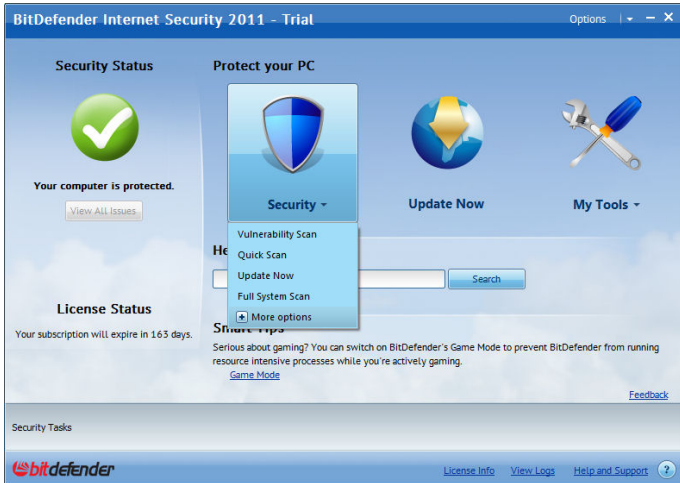 BitDefender Internet Security 2011 - Trial
Options
Security Status
Protect your PC
Your computer is protected.
View All Issues
Security
Update Now
My Tools
Vulnerability Scan
Quick Scan
Update Now
Full System Scan
More options
He
Search
License Status
Your subscription will expire in 163 days.
Smart Tips
Serious about gaming? You can switch on BitDefender's Game Mode to prevent BitDefender from running
resource intensive processes while you're actively gaming.
Game Mode
Feedback
Security Tasks
bitdefender
License Info
View Logs
Help and Support
?